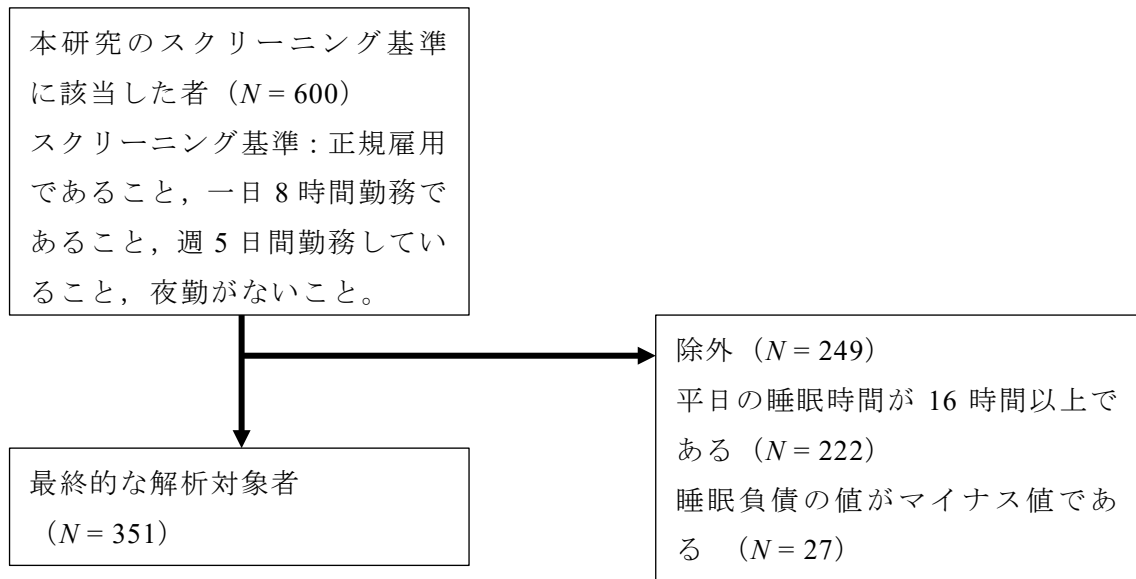 本研究のスクリーニング基準
に該当した者（N = 600）
スクリーニング基準：正規雇用
であること，一日 8 時間勤務で
あること，週 5 日間勤務してい
ること，夜勤がないこと。
除外（N = 249）
平日の睡眠時間が 16 時間以上で
ある（N = 222）
睡眠負債の値がマイナス値であ
る （N = 27）
最終的な解析対象者
（N = 351）